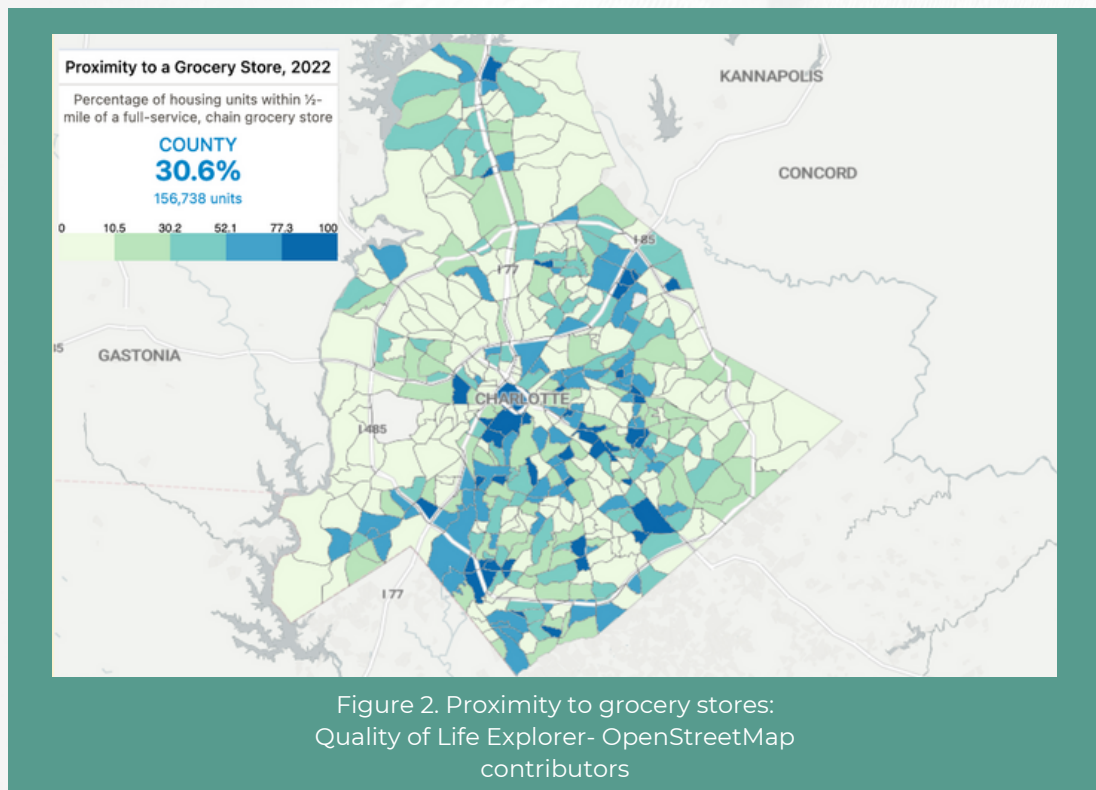 Proximity to a Grocery Store, 2022
Percentage of housing units within ½-
mile of a full-service, chain grocery store
COUNTY
30.6%
156,738 units
0 10.5 30.2 52.1 77.3 100
KANNAPOLIS
CONCORD
I 85
I 77
GASTONIA
CHARLOTTE
I 485
I 77
Figure 2. Proximity to grocery stores:
Quality of Life Explorer- OpenStreetMap
contributors